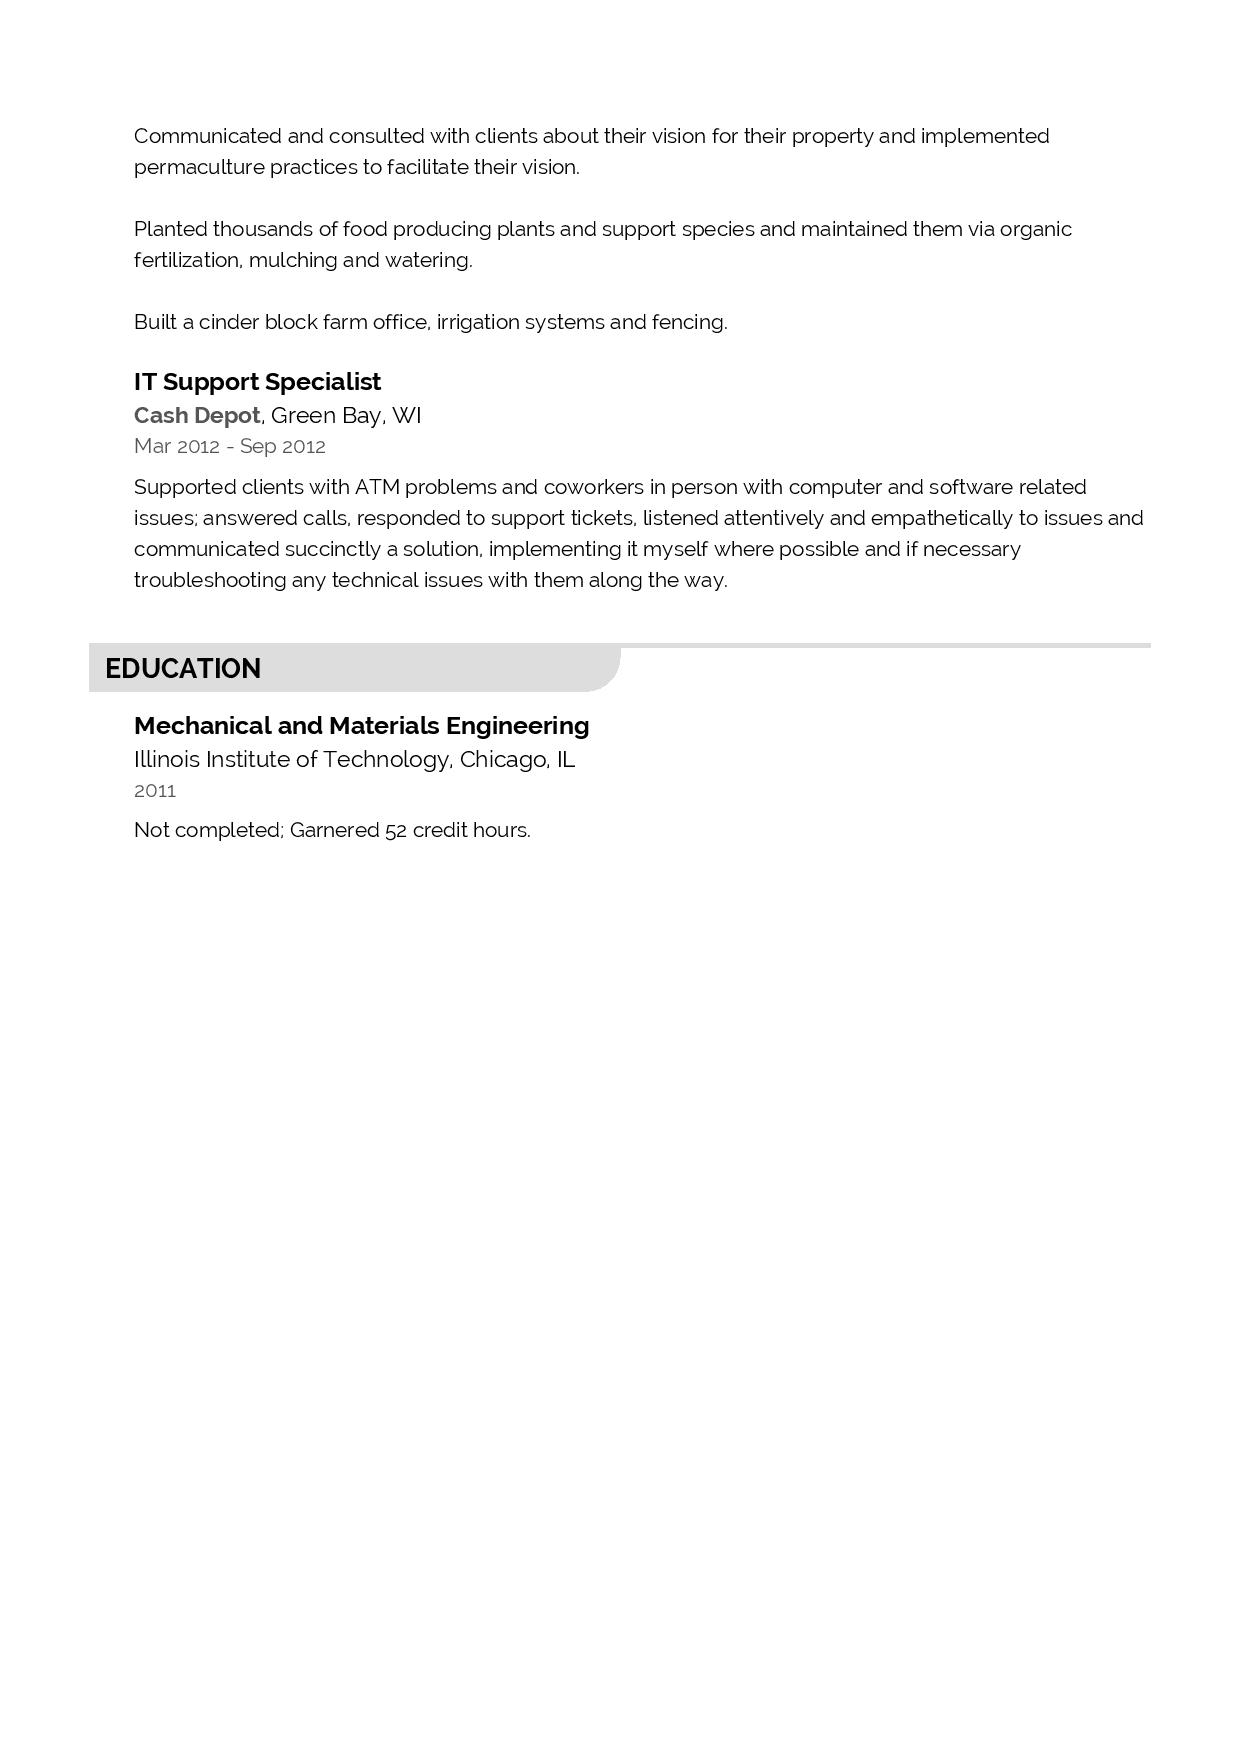 Communicated and consulted with clients about their vision for their property and implemented
permaculture practices to facilitate their vision.
Planted thousands of food producing plants and support species and maintained them via organic
fertilization, mulching and watering.
Built a cinder block farm office, irrigation systems and fencing.
IT Support Specialist
Cash Depot, Green Bay, WI
Mar 2012 - Sep 2012
Supported clients with ATM problems and coworkers in person with computer and software related
issues; answered calls, responded to support tickets, listened attentively and empathetically to issues and
communicated succinctly a solution, implementing it myself where possible and if necessary
troubleshooting any technical issues with them along the way.
EDUCATION
Mechanical and Materials Engineering
Illinois Institute of Technology, Chicago, IL
2011
Not completed; Garnered 52 credit hours.